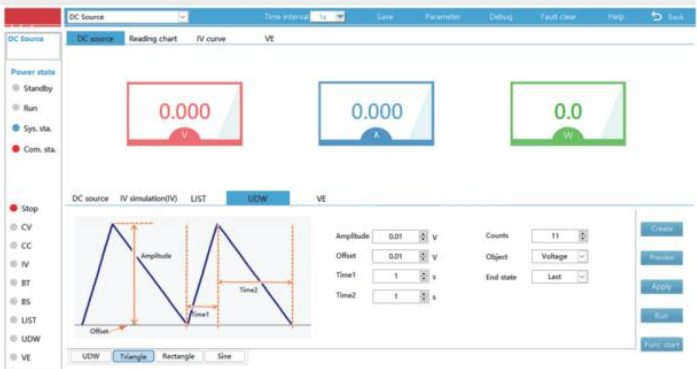 DC Source
Time interval 1s Save Parameter Debug Fault clear Help Back
DC Source
DC source Reading chart IV curve VE
Power state
Standby
Run
Sys. sta.
Com. sta.
0.000
V
0.000
A
0.0
W
DC source IV simulation(IV) LIST UDW VE
Stop
CV
CC
IV
BT
BS
LIST
UDW
VE
Amplitude
Time1
Time2
Offset
Amplitude 0.01 V Counts 11
Offset 0.01 V Object Voltage
Time1 1 s End state Last
Time2 1 s
Create
Preview
Apply
Run
Func start
UDW Triangle Rectangle Sine